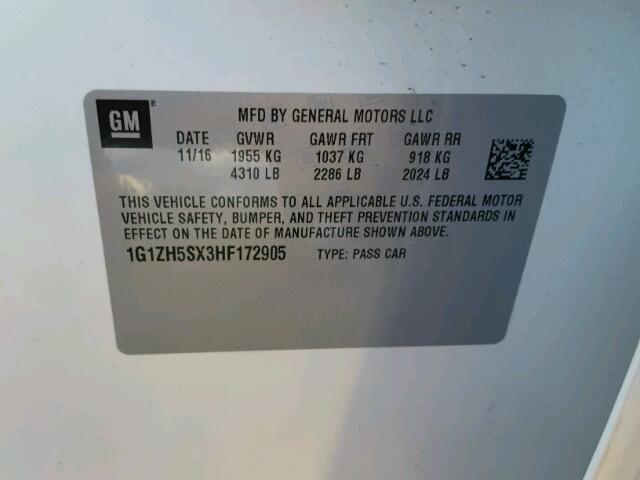 GM®
MFD BY GENERAL MOTORS LLC
DATE GVWR GAWR FRT GAWR RR
11/16 1955 KG 1037 KG 918 KG
4310 LB 2286 LB 2024 LB
THIS VEHICLE CONFORMS TO ALL APPLICABLE U.S. FEDERAL MOTOR
VEHICLE SAFETY, BUMPER, AND THEFT PREVENTION STANDARDS IN
EFFECT ON THE DATE OF MANUFACTURE SHOWN ABOVE.
1G1ZH5SX3HF172905 TYPE: PASS CAR